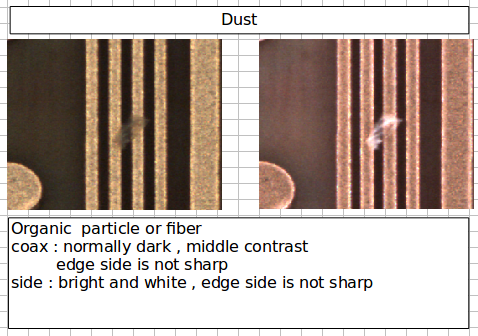 Dust
Organic  particle or fiber
coax : normally dark , middle contrast
edge side is not sharp
side : bright and white , edge side is not sharp